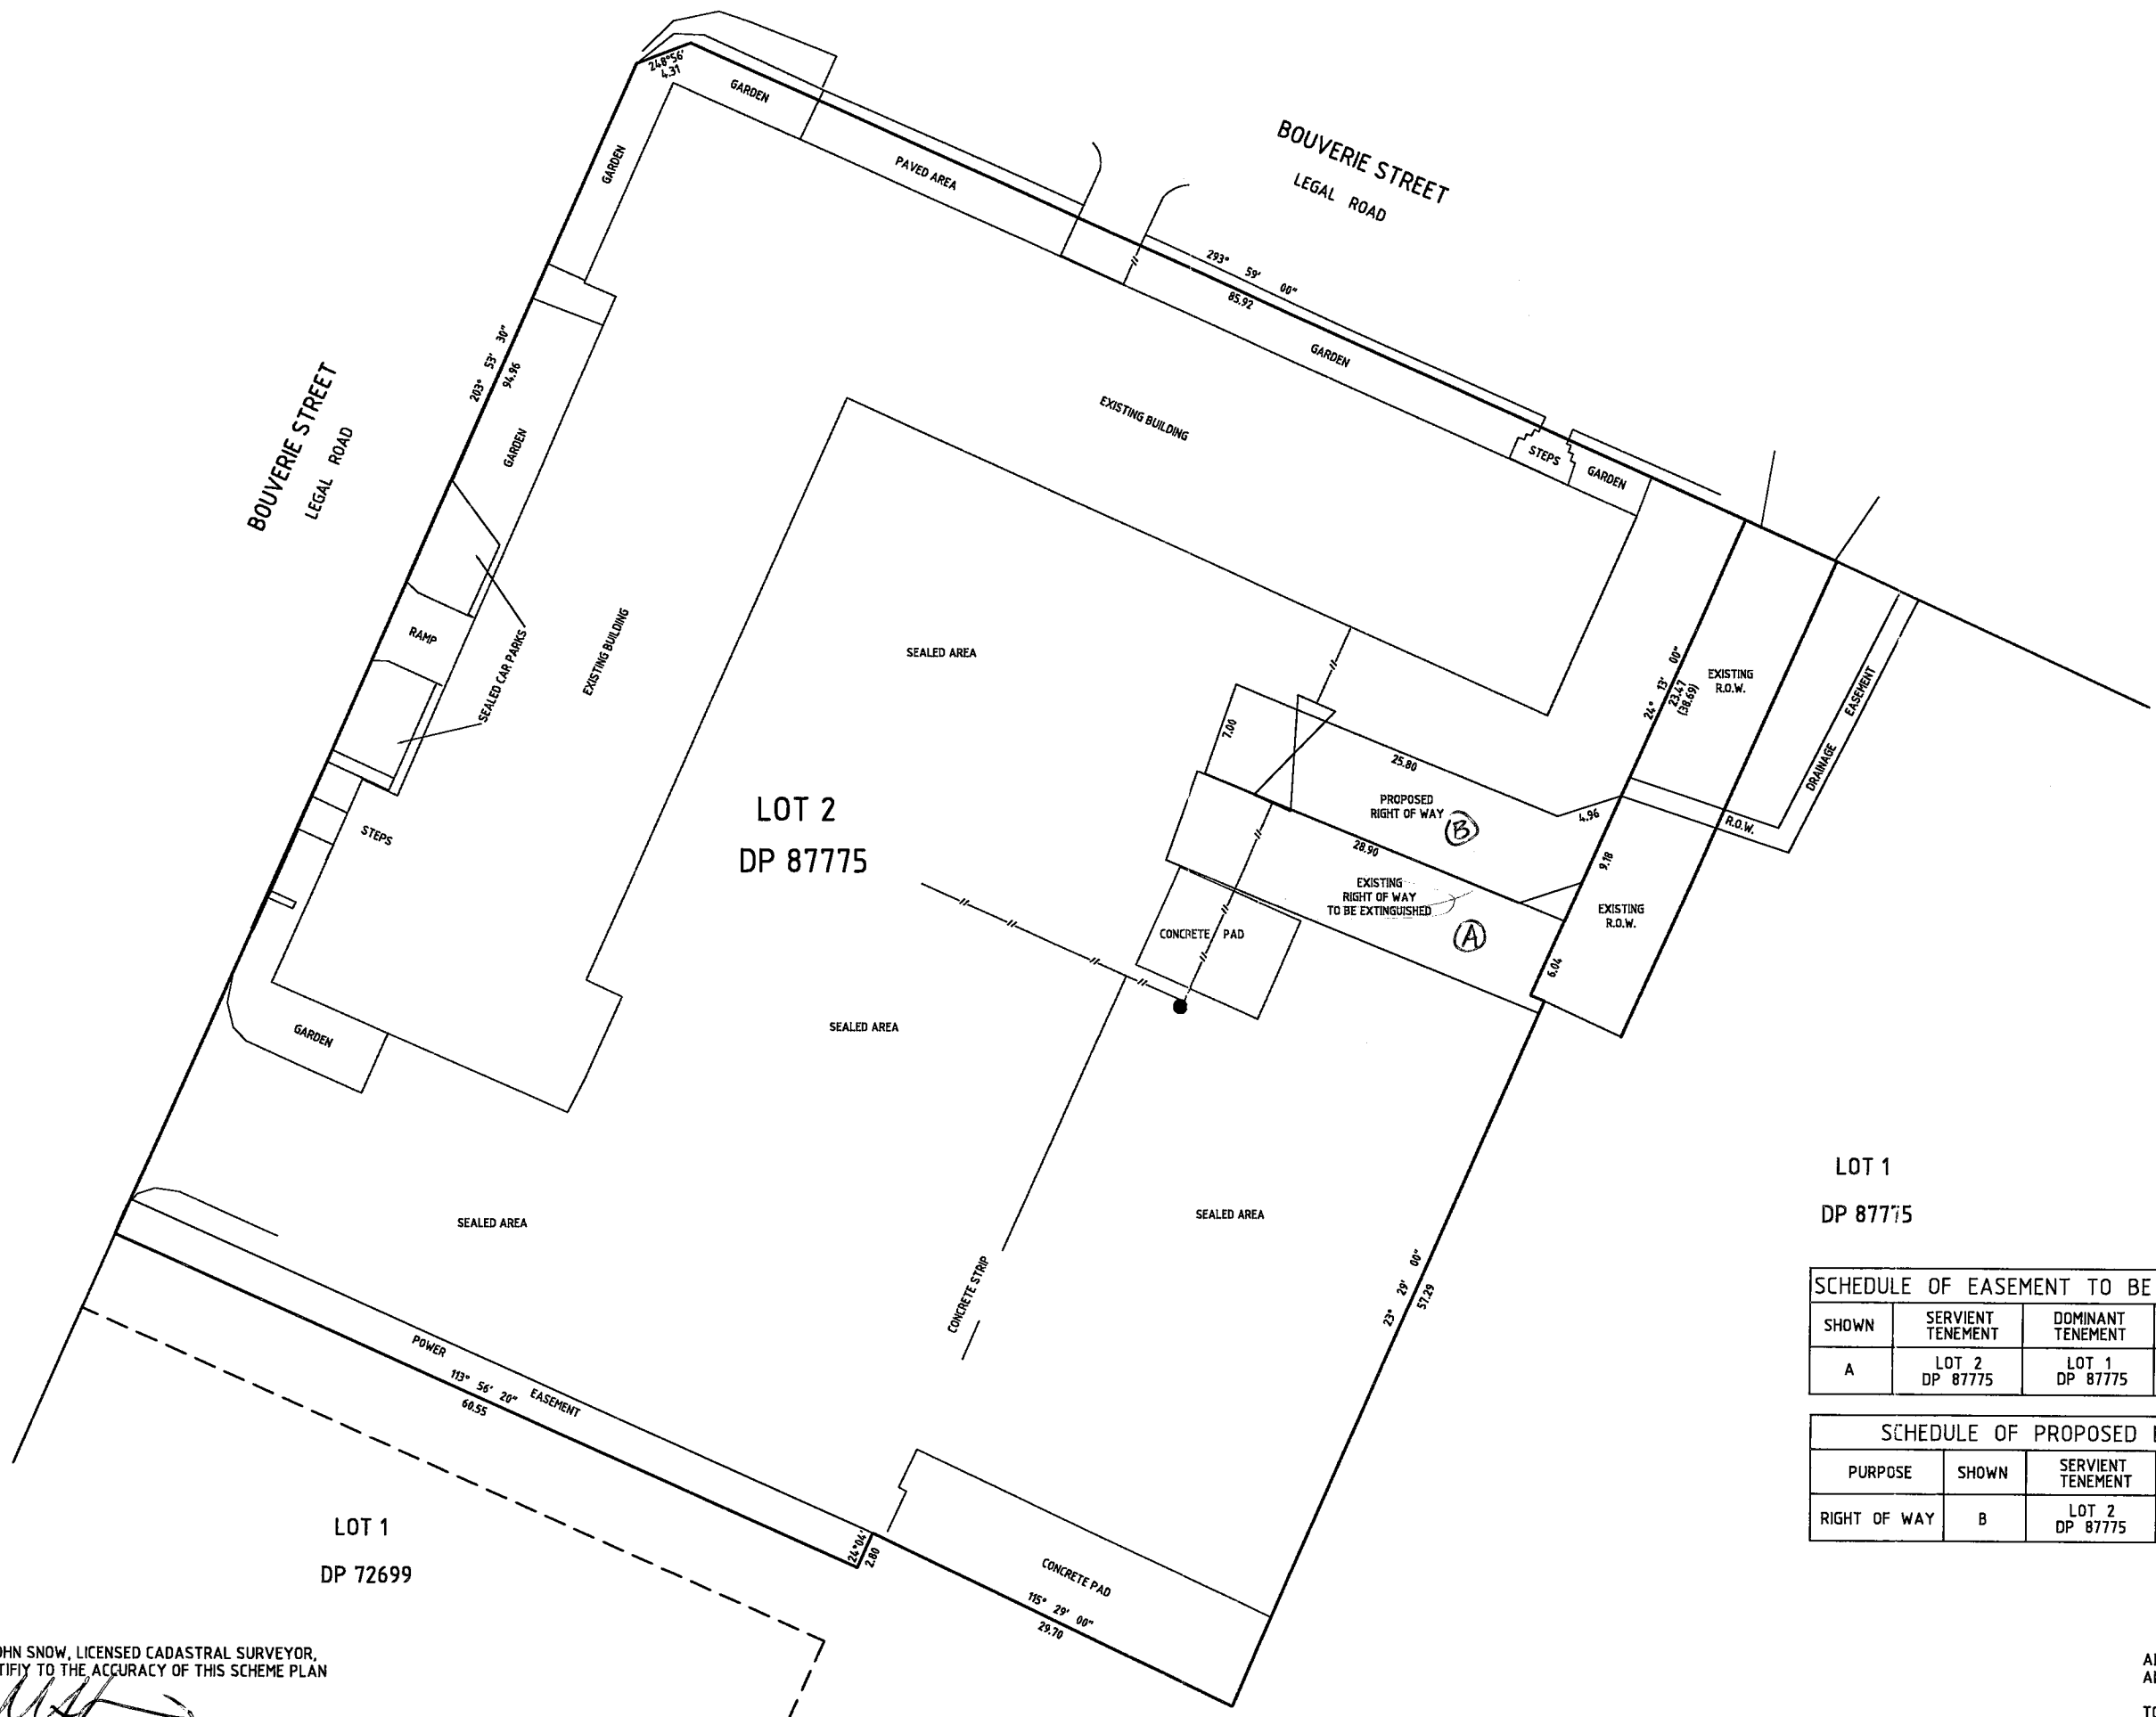 248°56'
4.31
GARDEN
GARDEN
PAVED AREA
BOUVERIE STREET
LEGAL ROAD
293° 59' 00"
85.92
GARDEN
EXISTING BUILDING
STEPS
GARDEN
203° 53' 30"
94.96
GARDEN
BOUVERIE STREET
LEGAL ROAD
RAMP
SEALED CAR PARKS
EXISTING BUILDING
SEALED AREA
24° 13' 00"
23.47
(38.69)
EXISTING
R.O.W.
DRAINAGE EASEMENT
7.00
25.80
PROPOSED
RIGHT OF WAY
B
4.96
R.O.W.
LOT 2
DP 87775
STEPS
28.90
9.18
EXISTING
RIGHT OF WAY
TO BE EXTINGUISHED
A
EXISTING
R.O.W.
CONCRETE PAD
6.04
GARDEN
SEALED AREA
SEALED AREA
SEALED AREA
CONCRETE STRIP
23° 29' 00"
57.29
LOT 1
DP 87775
SCHEDULE OF EASEMENT TO BE
SHOWN
SERVIENT
TENEMENT
DOMINANT
TENEMENT
A
LOT 2
DP 87775
LOT 1
DP 87775
SCHEDULE OF PROPOSED
PURPOSE
SHOWN
SERVIENT
TENEMENT
RIGHT OF WAY
B
LOT 2
DP 87775
POWER EASEMENT
113° 56' 20"
60.55
24°04'
2.80
CONCRETE PAD
115° 29' 00"
29.70
LOT 1
DP 72699
OHN SNOW, LICENSED CADASTRAL SURVEYOR,
TIFIY TO THE ACCURACY OF THIS SCHEME PLAN